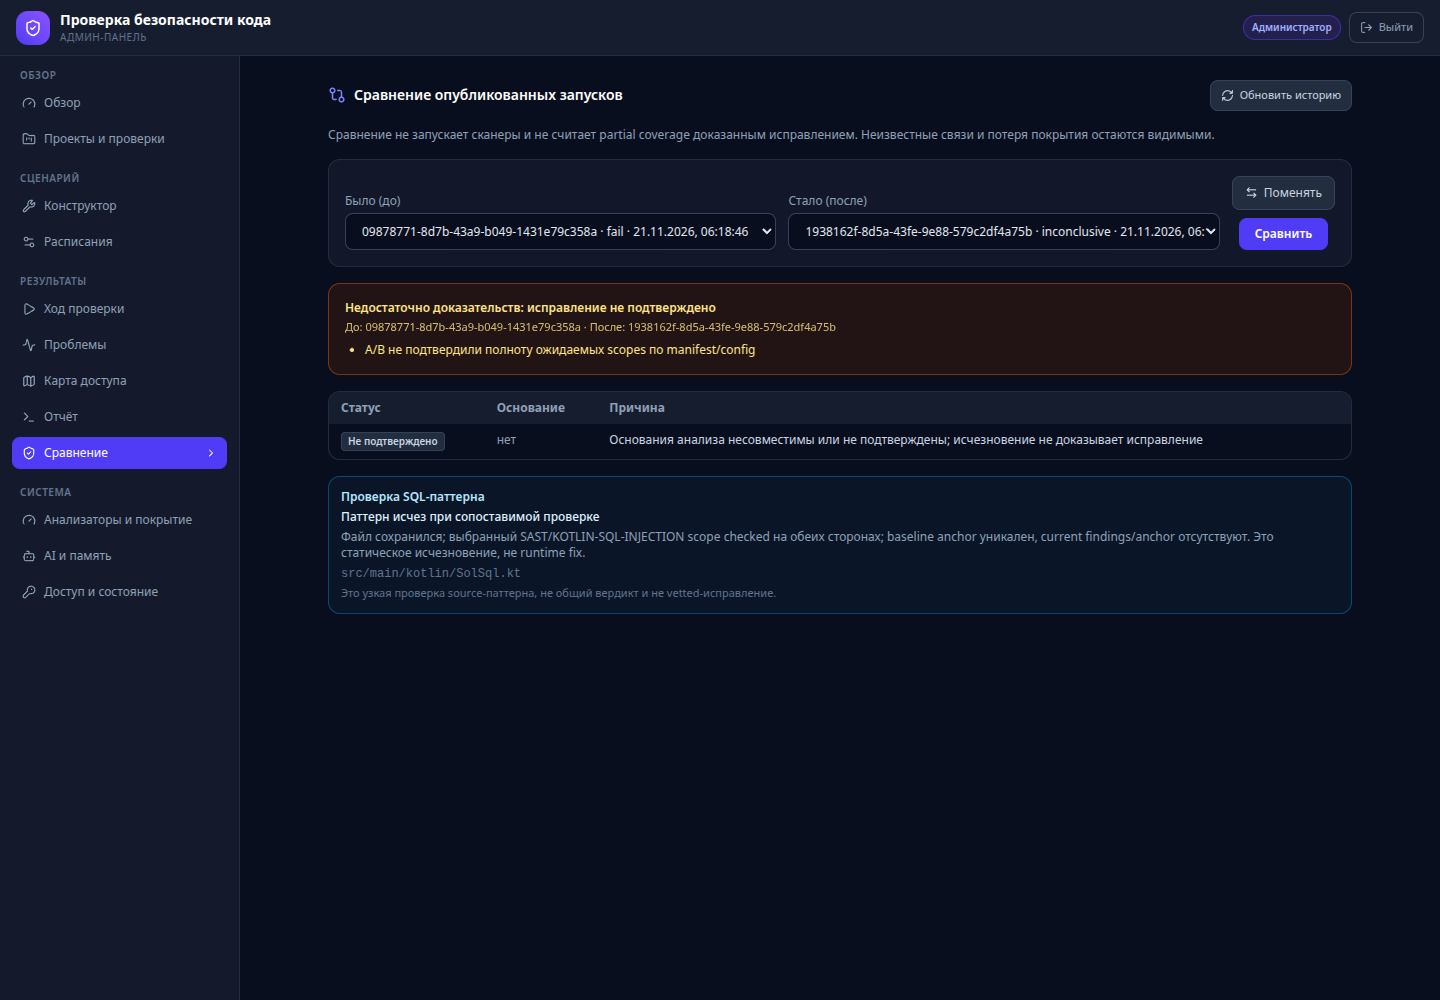 Проверка безопасности кода
АДМИН-ПАНЕЛЬ
Администратор
Выйти
ОБЗОР
Обзор
Проекты и проверки
СЦЕНАРИЙ
Конструктор
Расписания
РЕЗУЛЬТАТЫ
Ход проверки
Проблемы
Карта доступа
Отчёт
Сравнение
СИСТЕМА
Анализаторы и покрытие
AI и память
Доступ и состояние
Сравнение опубликованных запусков
Обновить историю
Сравнение не запускает сканеры и не считает partial coverage доказанным исправлением. Неизвестные связи и потеря покрытия остаются видимыми.
Было (до)
09878771-8d7b-43a9-b049-1431e79c358a · fail · 21.11.2026, 06:18:46
Стало (после)
1938162f-8d5a-43fe-9e88-579c2df4a75b · inconclusive · 21.11.2026, 06:
Поменять
Сравнить
Недостаточно доказательств: исправление не подтверждено
До: 09878771-8d7b-43a9-b049-1431e79c358a · После: 1938162f-8d5a-43fe-9e88-579c2df4a75b
• A/B не подтвердили полноту ожидаемых scopes по manifest/config
Статус Основание Причина
Не подтверждено нет Основания анализа несовместимы или не подтверждены; исчезновение не доказывает исправление
Проверка SQL-паттерна
Паттерн исчез при сопоставимой проверке
Файл сохранился; выбранный SAST/KOTLIN-SQL-INJECTION scope checked на обеих сторонах; baseline anchor уникален, current findings/anchor отсутствуют. Это
статическое исчезновение, не runtime fix.
src/main/kotlin/SolSql.kt
Это узкая проверка source-паттерна, не общий вердикт и не vetted-исправление.